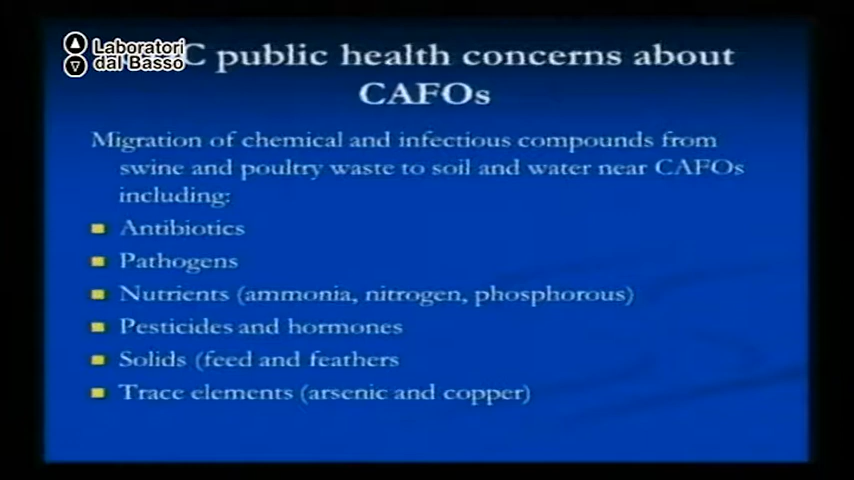 Laboratori
dal Basso
C public health concerns about
CAFOs
Migration of chemical and infectious compounds from
swine and poultry waste to soil and water near CAFOs
including:
Antibiotics
Pathogens
Nutrients (ammonia, nitrogen, phosphorous)
Pesticides and hormones
Solids (feed and feathers
Trace elements (arsenic and copper)